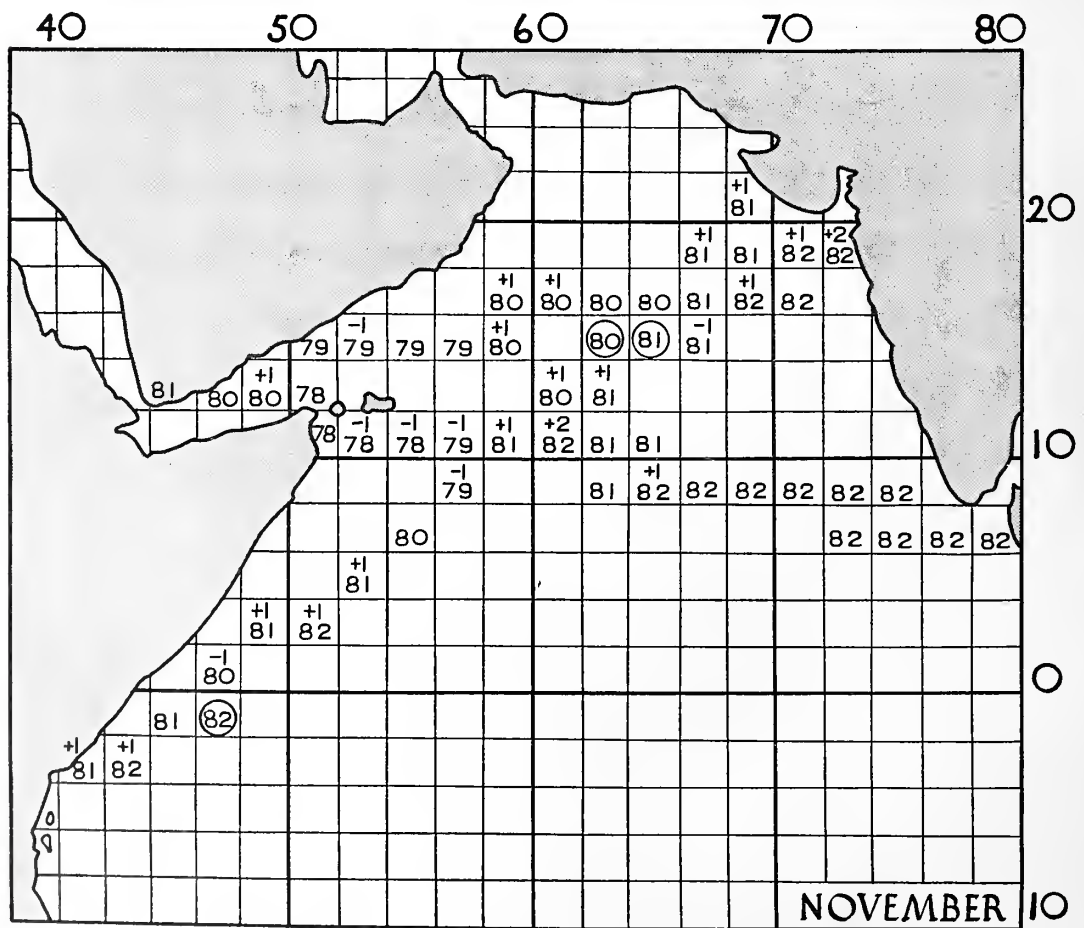 40 50 60 70 80
+1
81
20
+1 +1 +2
81 81 82 82
+1 +1 +1
80 80 80 80 81 82 82
-1 +1 -1
79 79 79 79 80 80 81 81
+1 +1 +1
81 80 80 78 80 81
-1 -1 -1 +1 +2
78 78 78 79 81 82 81 81
10
-1 +1
79 81 82 82 82 82 82 82
80 82 82 82 82
+1
81
+1 +1
81 82
-1
80
0
81 82
+1 +1
81 82
NOVEMBER 10